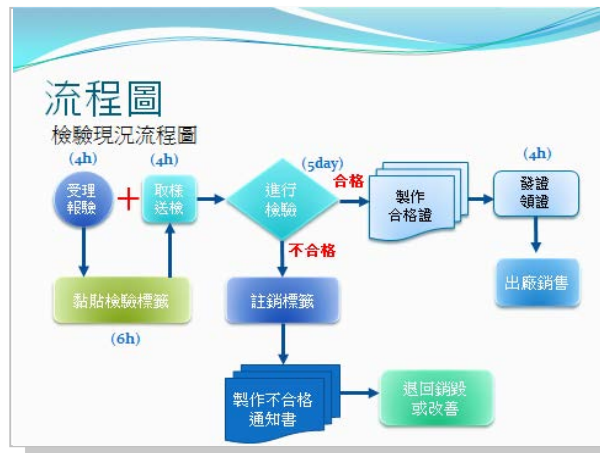 流程圖
檢驗現況流程圖
(4h)
(4h)
(5day)
(4h)
受理
報驗
+
取樣
送檢
進行
檢驗
合格
製作
合格證
發證
領證
不合格
黏貼檢驗標籤
(6h)
註銷標籤
出廠銷售
製作不合格
通知書
退回銷毀
或改善